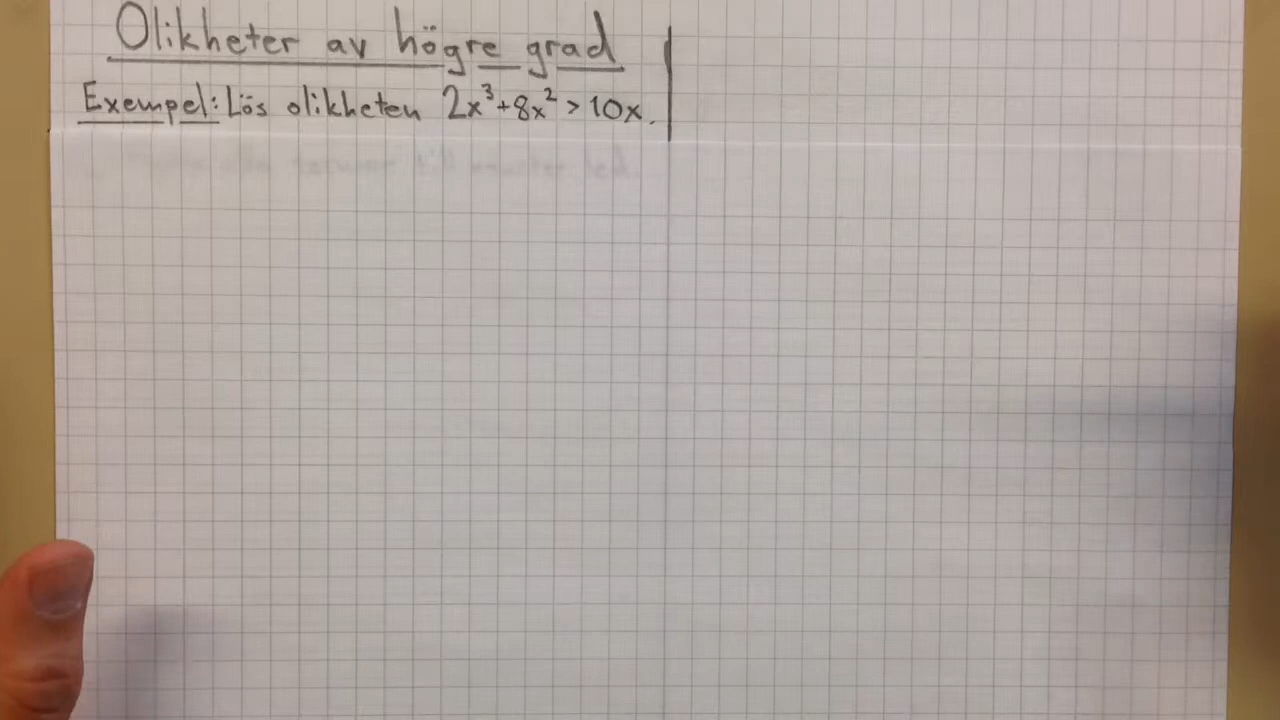 Olikheter av högre grad
Exempel: Lös olikheten 2x³+8x²>10x.